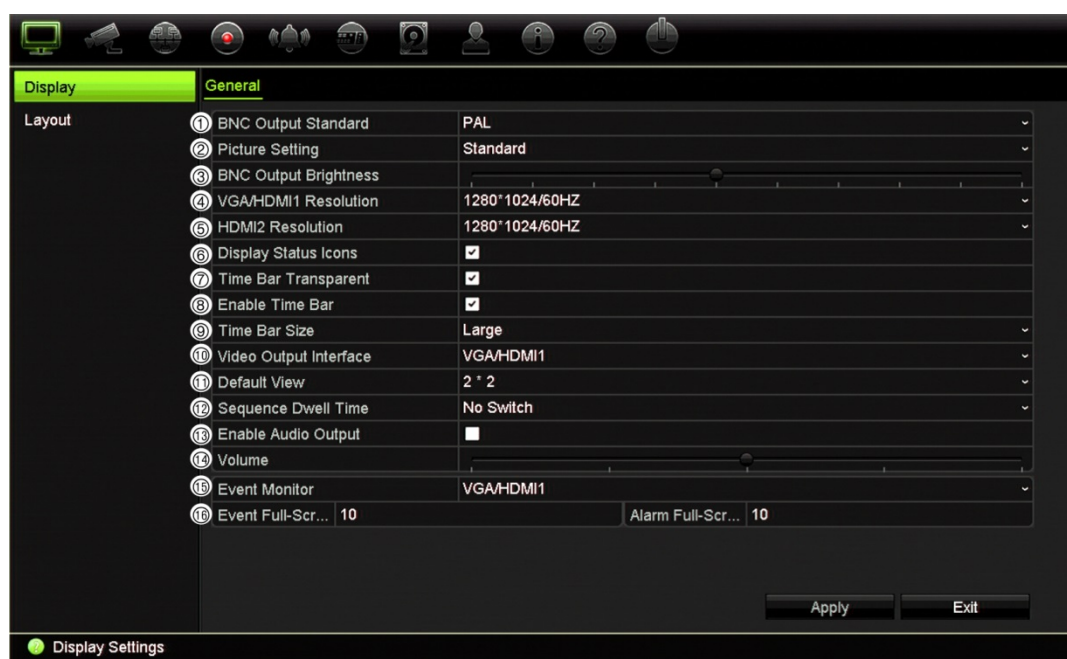 Display
General
Layout
① BNC Output Standard PAL
② Picture Setting Standard
③ BNC Output Brightness
④ VGA/HDMI1 Resolution 1280*1024/60HZ
⑤ HDMI2 Resolution 1280*1024/60HZ
⑥ Display Status Icons
⑦ Time Bar Transparent
⑧ Enable Time Bar
⑨ Time Bar Size Large
⑩ Video Output Interface VGA/HDMI1
⑪ Default View 2 * 2
⑫ Sequence Dwell Time No Switch
⑬ Enable Audio Output
⑭ Volume
⑮ Event Monitor VGA/HDMI1
⑯ Event Full-Scr... 10 Alarm Full-Scr... 10
Apply Exit
? Display Settings